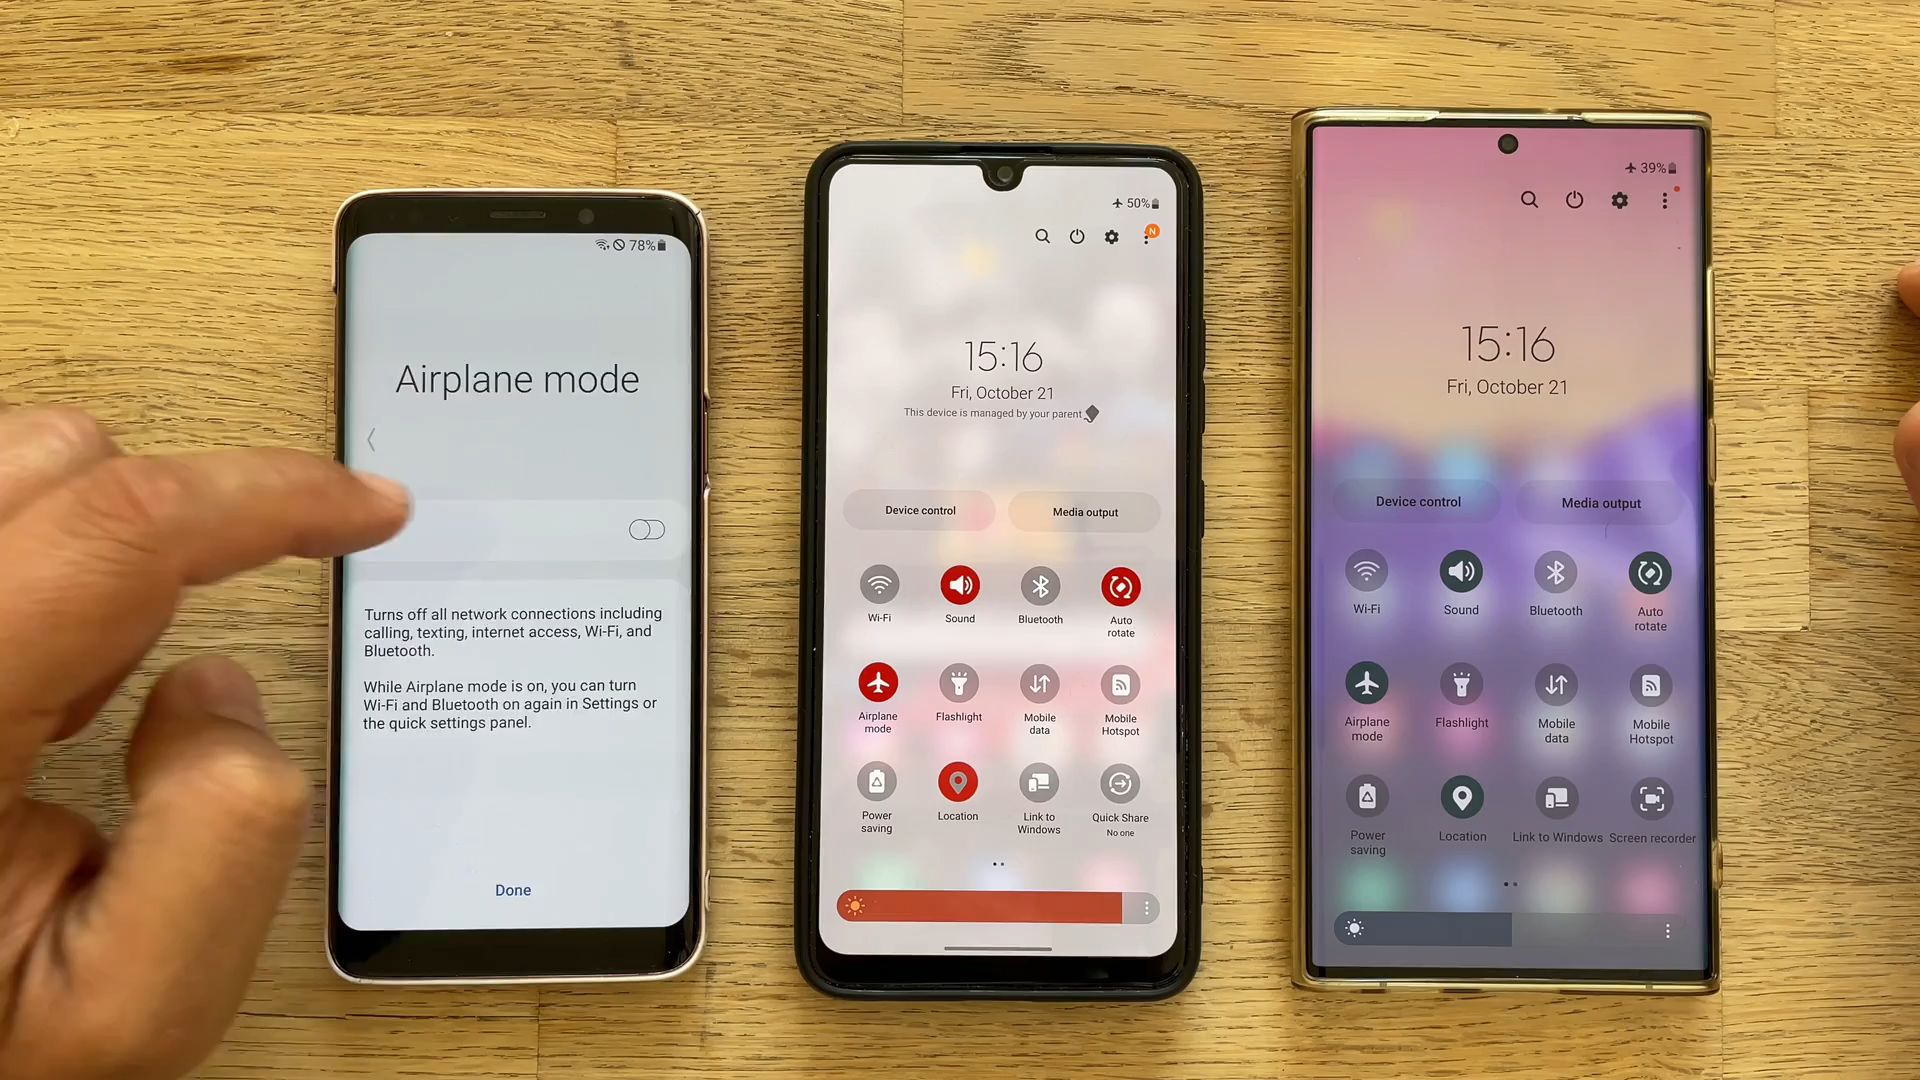 78%
Airplane mode
Turns off all network connections including
calling, texting, internet access, Wi-Fi, and
Bluetooth.
While Airplane mode is on, you can turn
Wi-Fi and Bluetooth on again in Settings or
the quick settings panel.
Done
50%
N
15:16
Fri, October 21
This device is managed by your parent
Device control
Media output
Wi-Fi
Sound
Bluetooth
Auto
rotate
Airplane
mode
Flashlight
Mobile
data
Mobile
Hotspot
Power
saving
Location
Link to
Windows
Quick Share
No one
39%
15:16
Fri, October 21
Device control
Media output
Wi-Fi
Sound
Bluetooth
Auto
rotate
Airplane
mode
Flashlight
Mobile
data
Mobile
Hotspot
Power
saving
Location
Link to Windows
Screen recorder